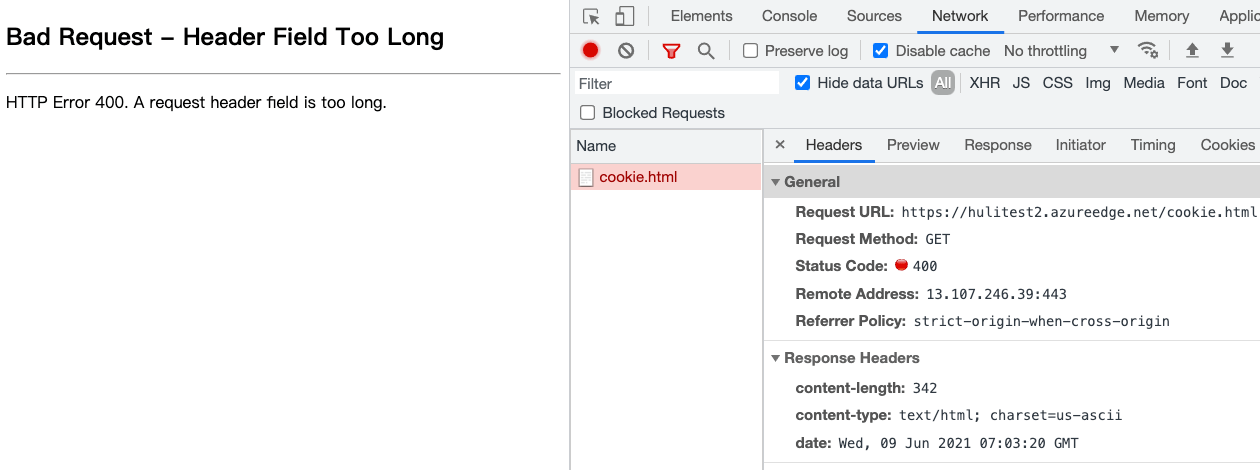 Bad Request - Header Field Too Long
HTTP Error 400. A request header field is too long.
Elements Console Sources Network Performance Memory Applic
Preserve log Disable cache No throttling
Filter Hide data URLs All XHR JS CSS Img Media Font Doc
Blocked Requests
Name
cookie.html
× Headers Preview Response Initiator Timing Cookies
General
Request URL: https://hulitest2.azureedge.net/cookie.html
Request Method: GET
Status Code: 400
Remote Address: 13.107.246.39:443
Referrer Policy: strict-origin-when-cross-origin
Response Headers
content-length: 342
content-type: text/html; charset=us-ascii
date: Wed, 09 Jun 2021 07:03:20 GMT